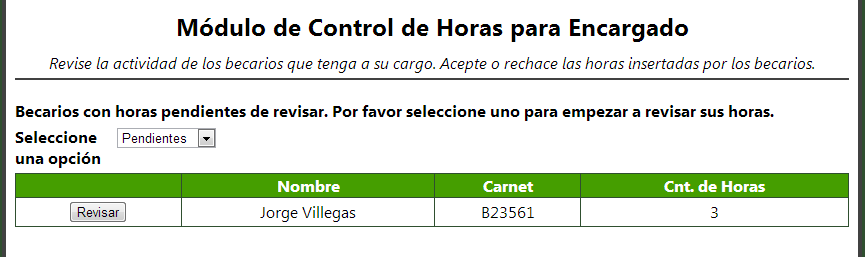 Módulo de Control de Horas para Encargado
Revise la actividad de los becarios que tenga a su cargo. Acepte o rechace las horas insertadas por los becarios.
Becarios con horas pendientes de revisar. Por favor seleccione uno para empezar a revisar sus horas.
Seleccione una opción
Pendientes
Nombre Carnet Cnt. de Horas
Revisar Jorge Villegas B23561 3